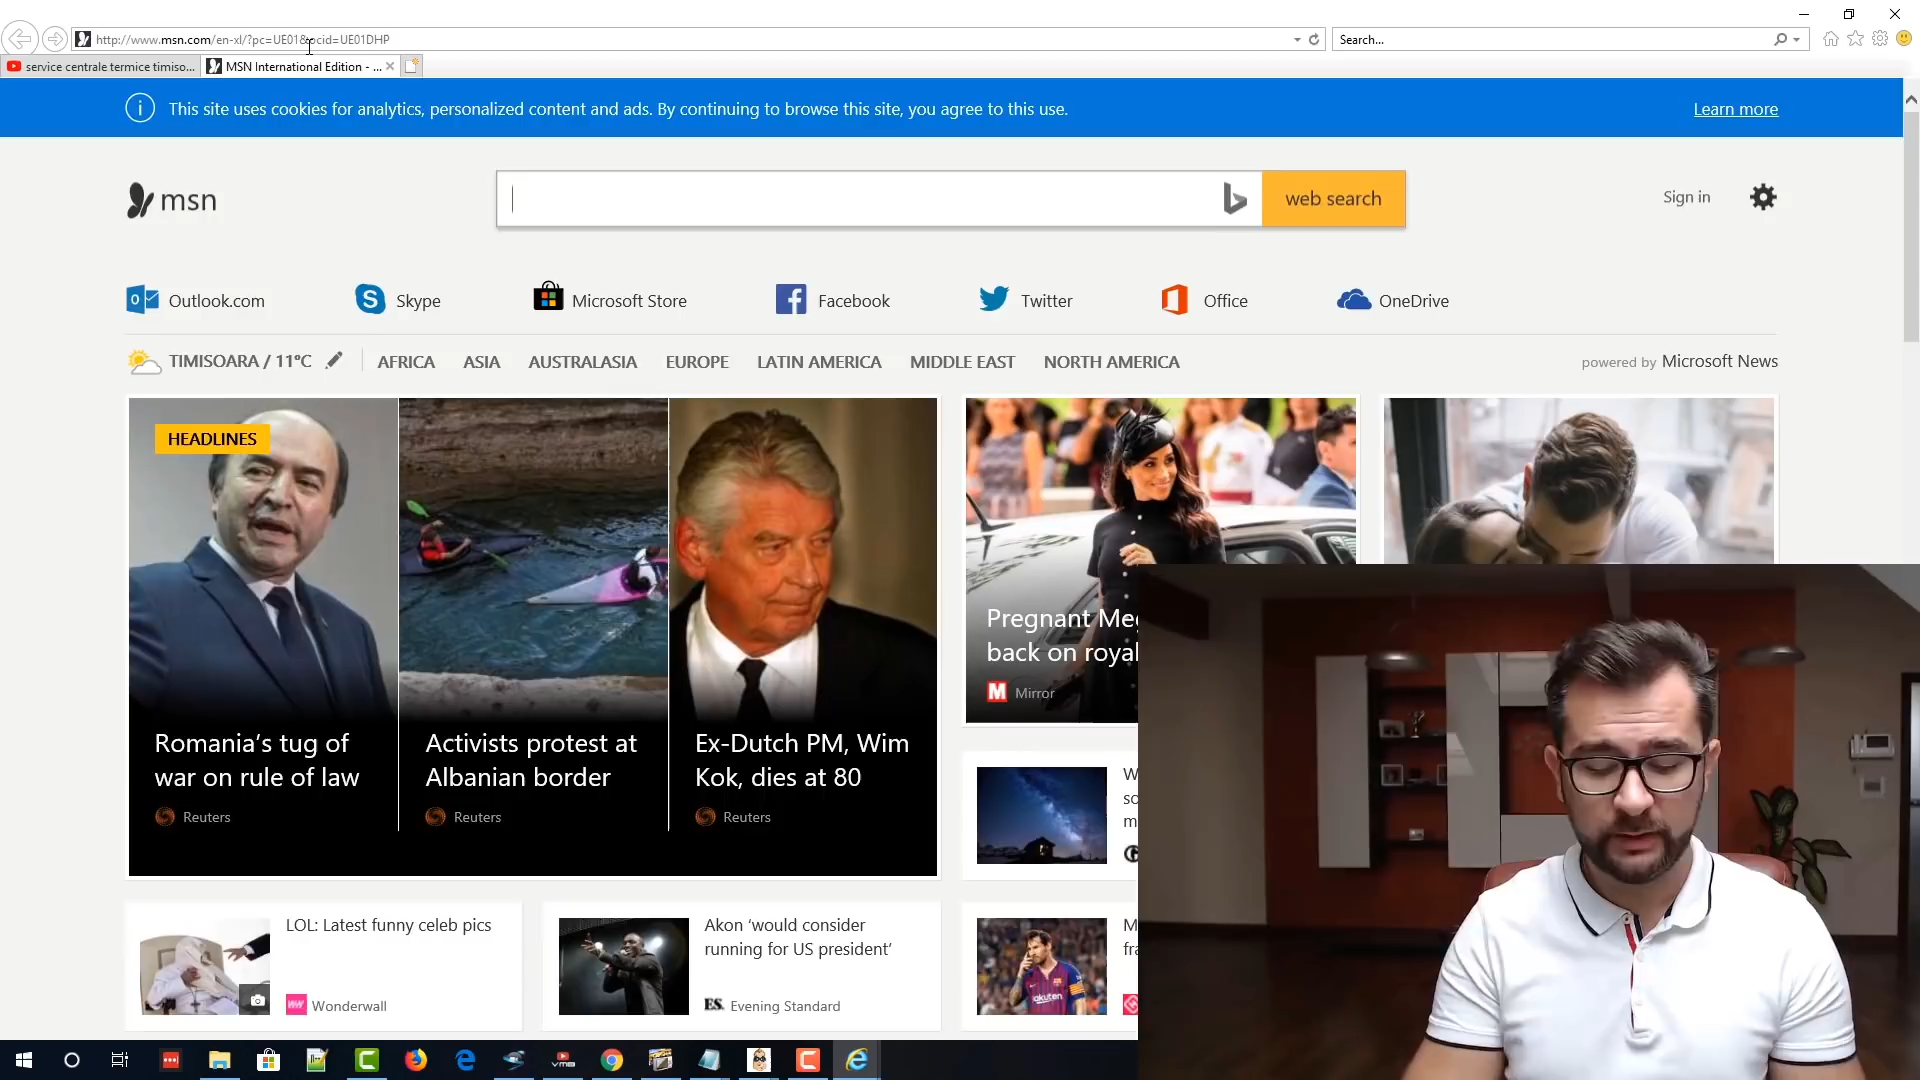 http://www.msn.com/en-xl/?pc=UE01&ocid=UE01DHP
Search...
service centrale termice timiso...
MSN International Edition - ...
This site uses cookies for analytics, personalized content and ads. By continuing to browse this site, you agree to this use.
Learn more
msn
web search
Sign in
Outlook.com
Skype
Microsoft Store
Facebook
Twitter
Office
OneDrive
TIMISOARA / 11°C
AFRICA
ASIA
AUSTRALASIA
EUROPE
LATIN AMERICA
MIDDLE EAST
NORTH AMERICA
powered by Microsoft News
HEADLINES
Romania’s tug of
war on rule of law
Reuters
Activists protest at
Albanian border
Reuters
Ex-Dutch PM, Wim
Kok, dies at 80
Reuters
Pregnant Me
back on royal
M Mirror
W
so
m
LOL: Latest funny celeb pics
Wonderwall
Akon ‘would consider
running for US president’
ES. Evening Standard
M
fra